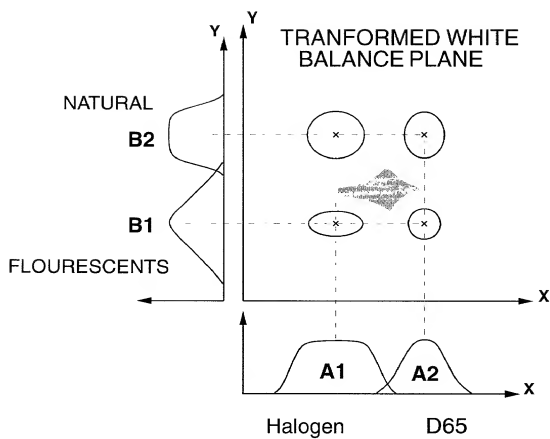 Y
Y
TRANFORMED WHITE
BALANCE PLANE
NATURAL
B2
B1
FLOURESCENTS
X
A1
A2
X
Halogen
D65